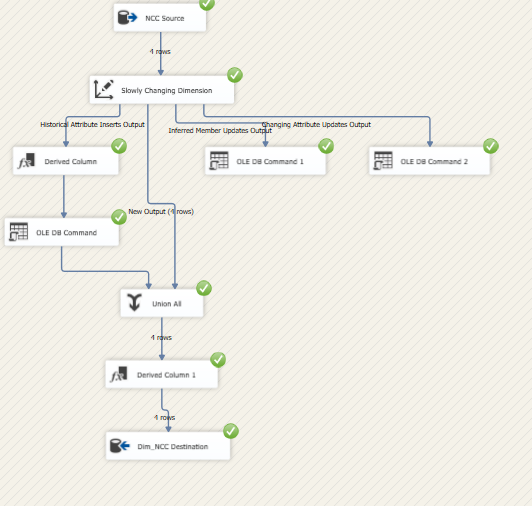 NCC Source
4 rows
Slowly Changing Dimension
Historical Attribute Inserts Output
Inferred Member Updates Output
Changing Attribute Updates Output
Derived Column
OLE DB Command 1
OLE DB Command 2
New Output (4 rows)
OLE DB Command
Union All
4 rows
Derived Column 1
4 rows
Dim_NCC Destination